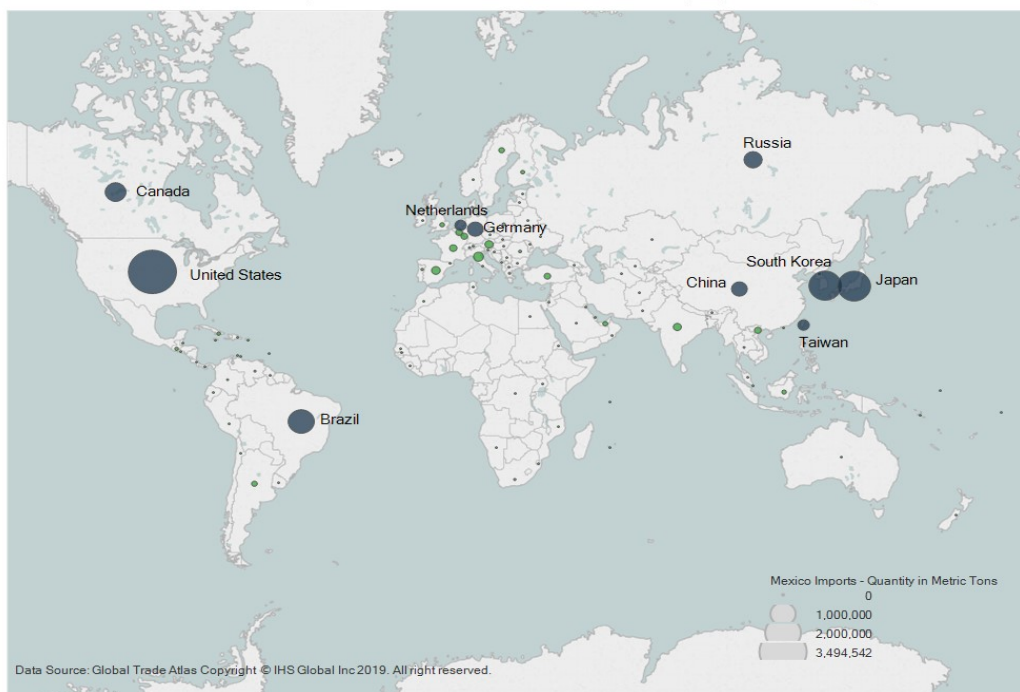 Russia
Canada
Netherlands
Germany
United States
South Korea
China
Japan
Taiwan
Brazil
Mexico Imports - Quantity in Metric Tons
0
1,000,000
2,000,000
3,494,542
Data Source: Global Trade Atlas Copyright © IHS Global Inc 2019. All right reserved.